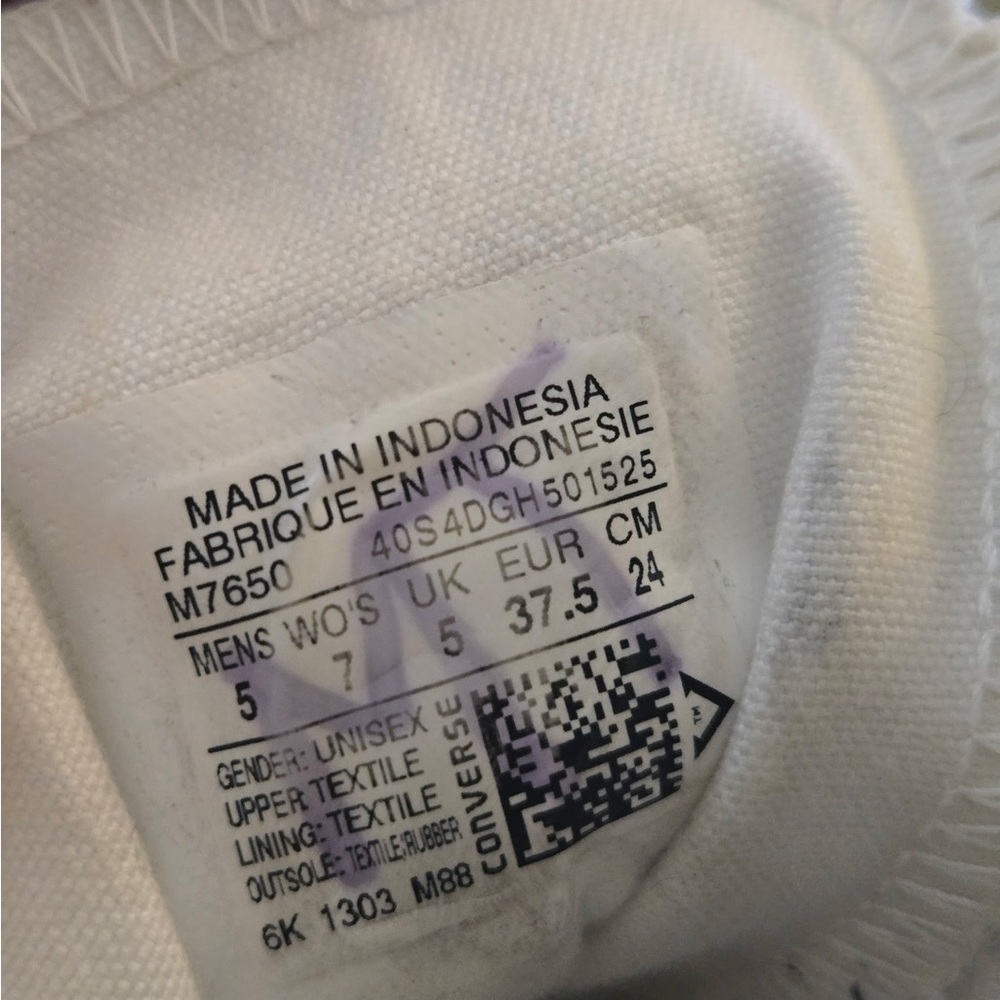 MADE IN INDONESIA
FABRIQUE EN INDONESIE
M7650 40S4DGH501525
MENS WO'S UK EUR CM
5 7 5 37.5 24
GENDER: UNISEX
UPPER: TEXTILE
LINING: TEXTILE
OUTSOLE: TEXTILE/RUBBER
6K 1303 M88
CONVERSE
TM